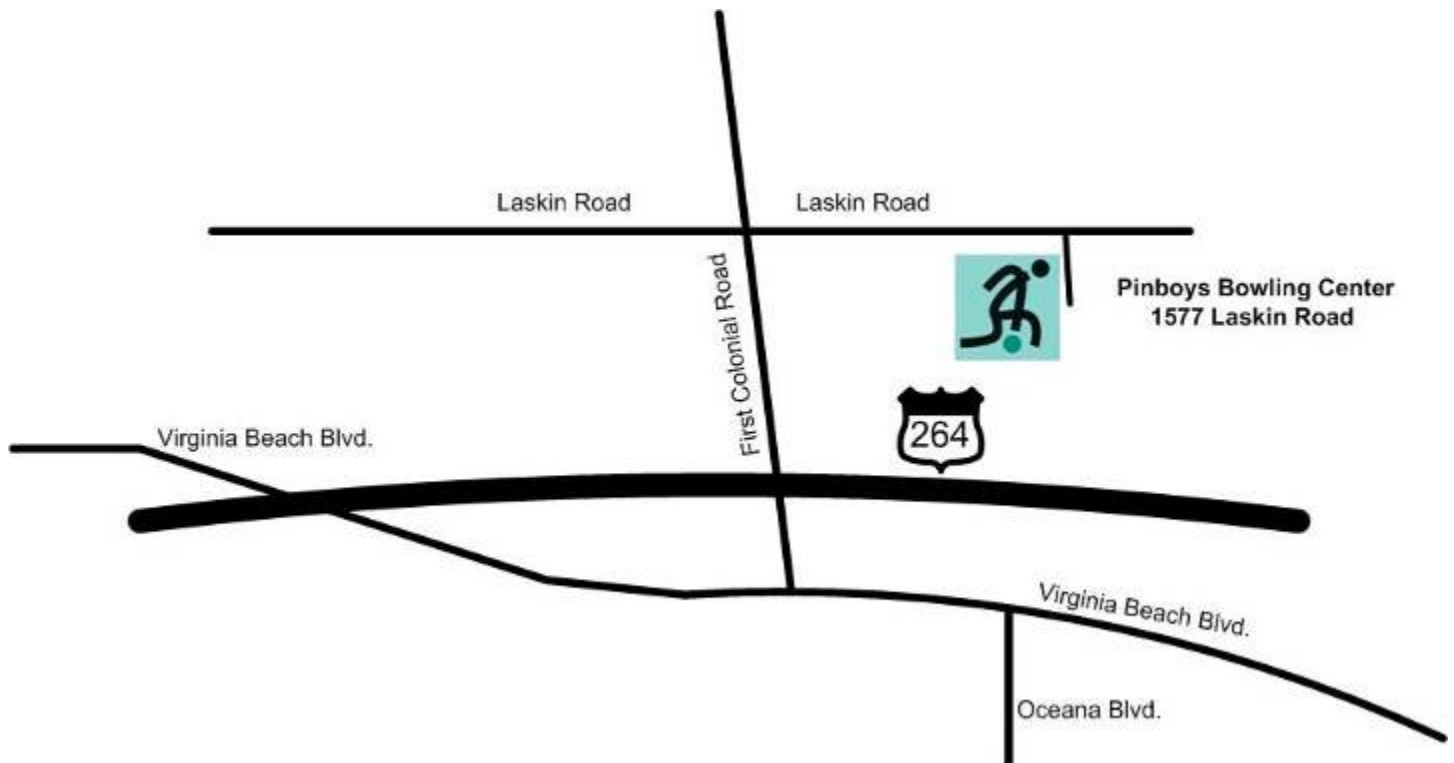 Laskin Road
Laskin Road
First Colonial Road
Pinboys Bowling Center
1577 Laskin Road
264
Virginia Beach Blvd.
Virginia Beach Blvd.
Oceana Blvd.